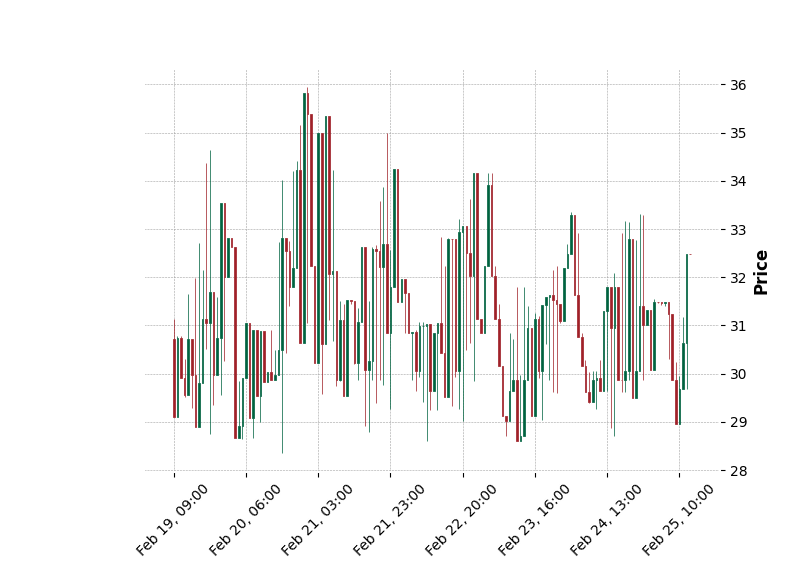 36
35
34
33
32
31
30
29
28
Price
Feb 19, 09:00
Feb 20, 06:00
Feb 21, 03:00
Feb 21, 23:00
Feb 22, 20:00
Feb 23, 16:00
Feb 24, 13:00
Feb 25, 10:00